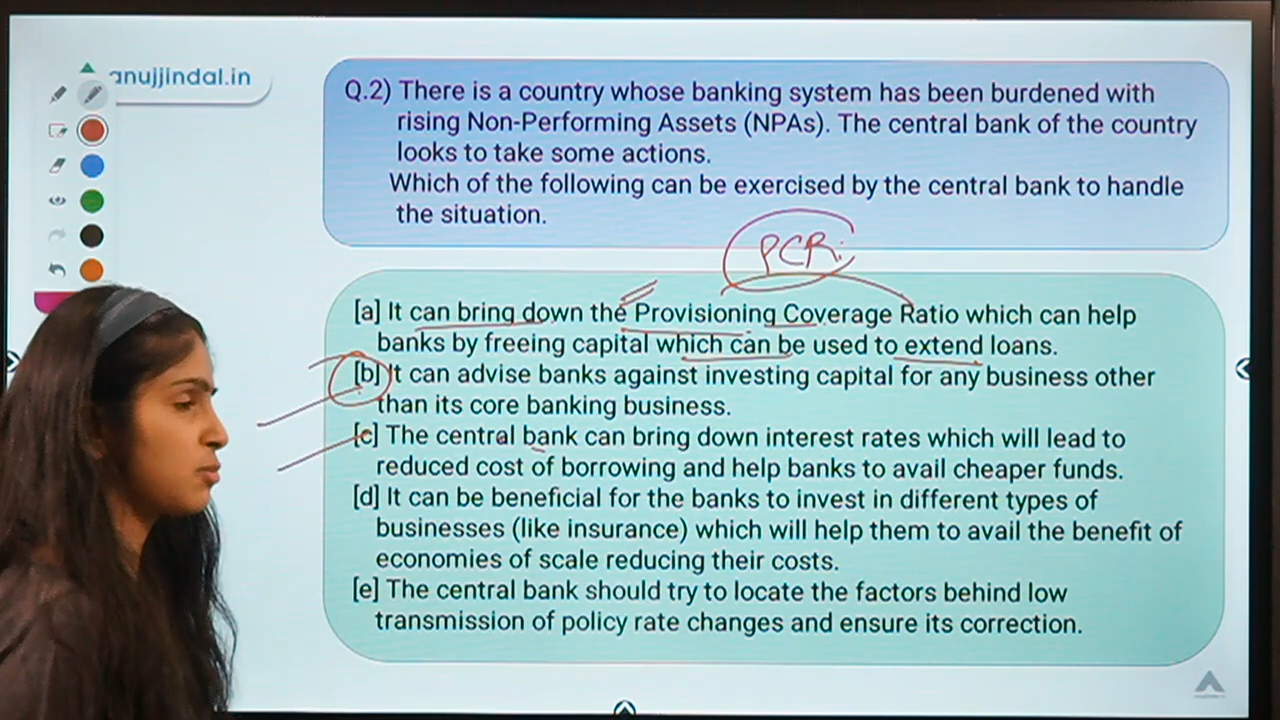 anujjindal.in
Q.2) There is a country whose banking system has been burdened with
rising Non-Performing Assets (NPAs). The central bank of the country
looks to take some actions.
Which of the following can be exercised by the central bank to handle
the situation.
PCR:
[a] It can bring down the Provisioning Coverage Ratio which can help
banks by freeing capital which can be used to extend loans.
[b] It can advise banks against investing capital for any business other
than its core banking business.
[c] The central bank can bring down interest rates which will lead to
reduced cost of borrowing and help banks to avail cheaper funds.
[d] It can be beneficial for the banks to invest in different types of
businesses (like insurance) which will help them to avail the benefit of
economies of scale reducing their costs.
[e] The central bank should try to locate the factors behind low
transmission of policy rate changes and ensure its correction.